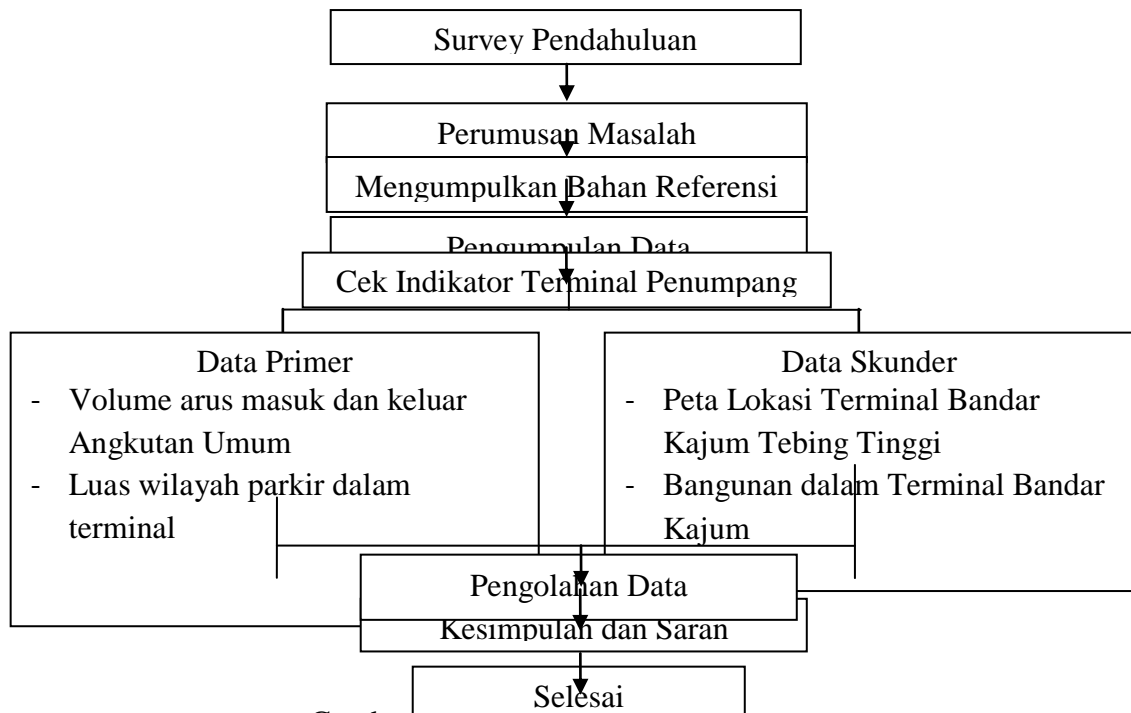 Survey Pendahuluan
Perumusan Masalah
Mengumpulkan Bahan Referensi
Pengumpulan Data
Cek Indikator Terminal Penumpang
Data Primer
- Volume arus masuk dan keluar
Angkutan Umum
- Luas wilayah parkir dalam
terminal
Data Skunder
- Peta Lokasi Terminal Bandar
Kajum Tebing Tinggi
- Bangunan dalam Terminal Bandar
Kajum
Pengolahan Data
Kesimpulan dan Saran
Selesai